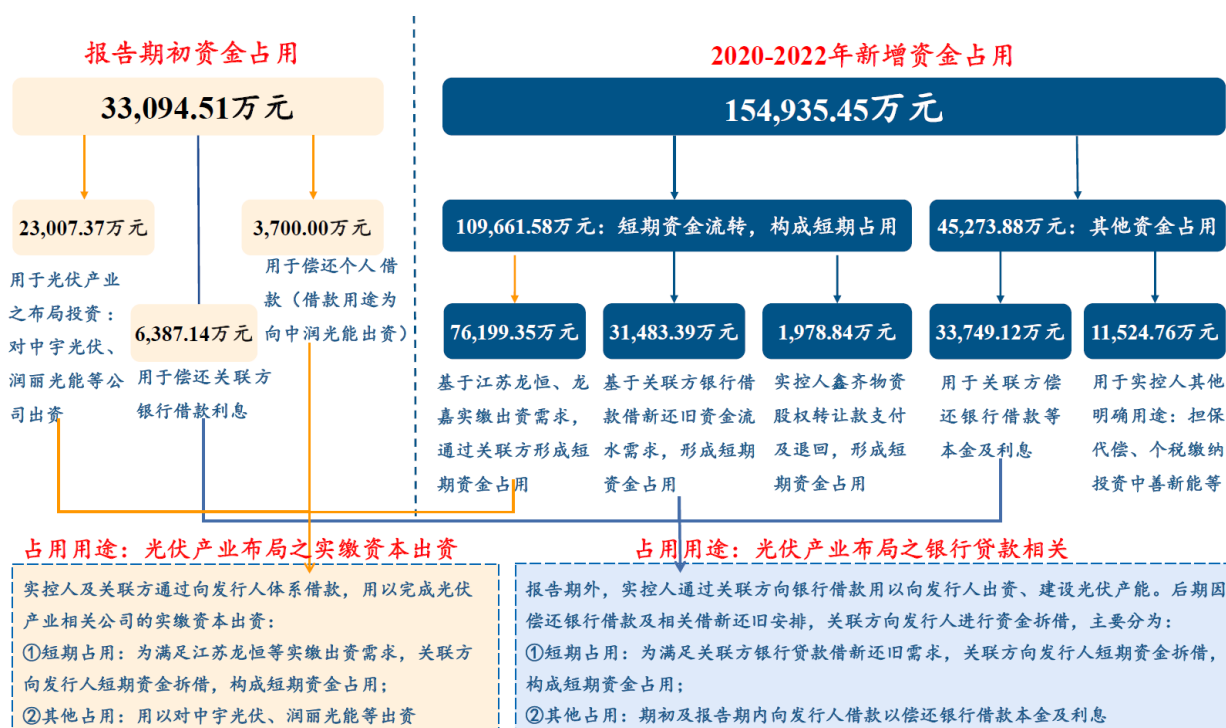 报告期初资金占用
33,094.51万元
23,007.37万元
用于光伏产业
之布局投资：
对中宇光伏、
润丽光能等公
司出资
6,387.14万元
用于偿还关联方
银行借款利息
3,700.00万元
用于偿还个人借
款（借款用途为
向中润光能出资）
2020-2022年新增资金占用
154,935.45万元
109,661.58万元：短期资金流转，构成短期占用
45,273.88万元：其他资金占用
76,199.35万元
基于江苏龙恒、龙
嘉实缴出资需求，
通过关联方形成短
期资金占用
31,483.39万元
基于关联方银行借
款借新还旧资金流
水需求，形成短期
资金占用
1,978.84万元
实控人鑫齐物资
股权转让款支付
及退回，形成短
期资金占用
33,749.12万元
用于关联方偿
还银行借款等
本金及利息
11,524.76万元
用于实控人其他
明确用途：担保
代偿、个税缴纳
投资中善新能等
占用用途：光伏产业布局之实缴资本出资
实控人及关联方通过向发行人体系借款，用以完成光伏
产业相关公司的实缴资本出资：
①短期占用：为满足江苏龙恒等实缴出资需求，关联方
向发行人短期资金拆借，构成短期资金占用；
②其他占用：用以对中宇光伏、润丽光能等出资
占用用途：光伏产业布局之银行贷款相关
报告期外，实控人通过关联方向银行借款用以向发行人出资、建设光伏产能。后期因
偿还银行借款及相关借新还旧安排，关联方向发行人进行资金拆借，主要分为：
①短期占用：为满足关联方银行贷款借新还旧需求，关联方向发行人短期资金拆借，
构成短期资金占用；
②其他占用：期初及报告期内向发行人借款以偿还银行借款本金及利息